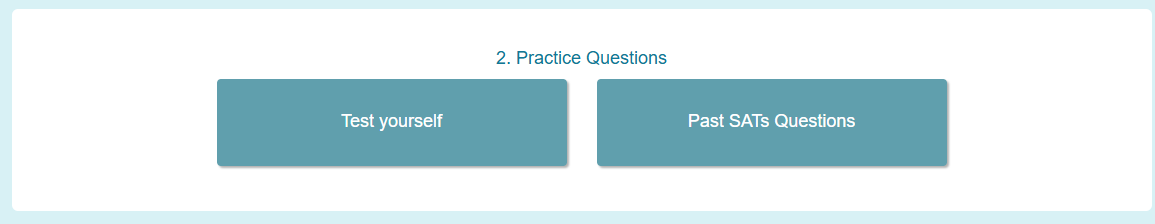 2. Practice Questions
Test yourself
Past SATs Questions